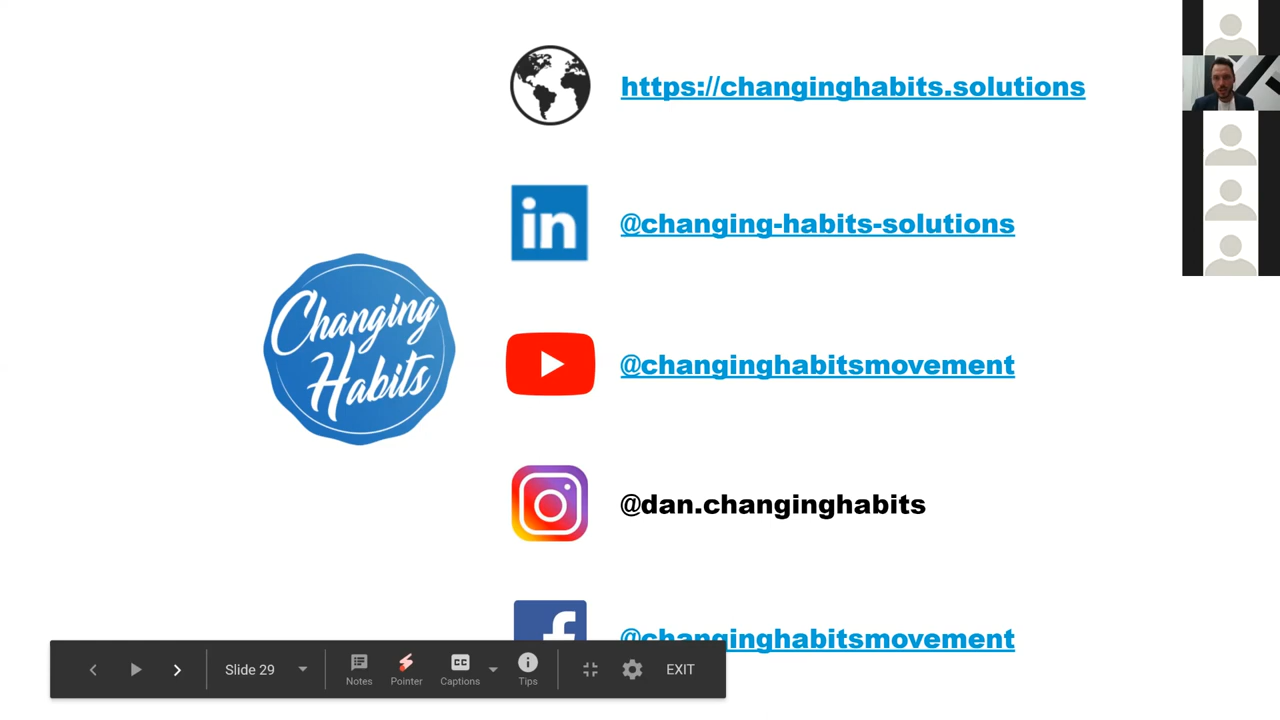 https://changinghabits.solutions
in
@changing-habits-solutions
Changing
Habits
@changinghabitsmovement
@dan.changinghabits
f
@changinghabitsmovement
Slide 29
Notes
Pointer
CC
Captions
Tips
EXIT